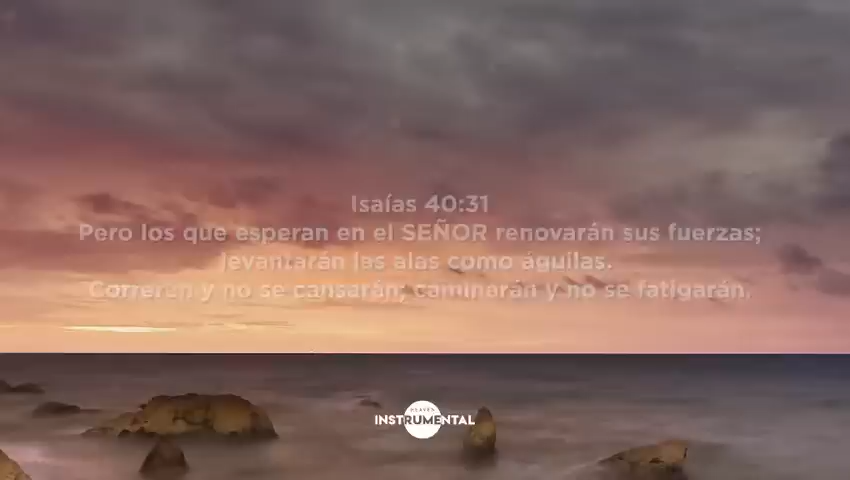 Isaías 40:31
Pero los que esperan en el SEÑOR renovarán sus fuerzas;
levantarán las alas como águilas.
Correrán y no se cansarán; caminarán y no se fatigarán.
HEAVEN
INSTRUMENTAL